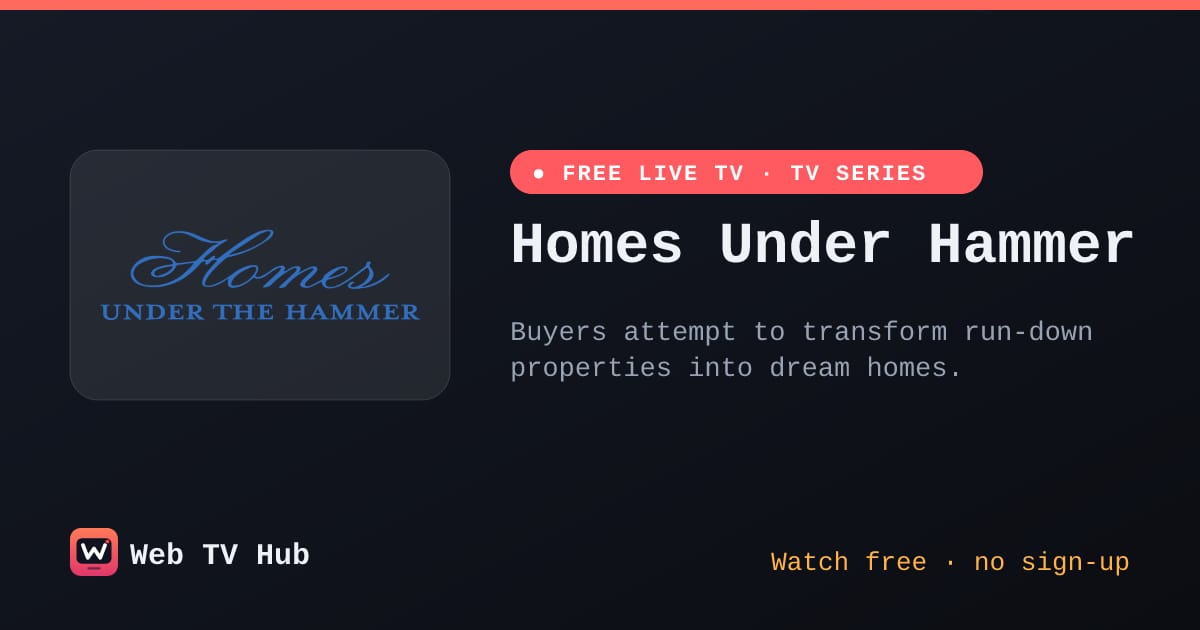 Homes
UNDER THE HAMMER
● FREE LIVE TV · TV SERIES
Homes Under Hammer
Buyers attempt to transform run-down
properties into dream homes.
W
Web TV Hub
Watch free · no sign-up